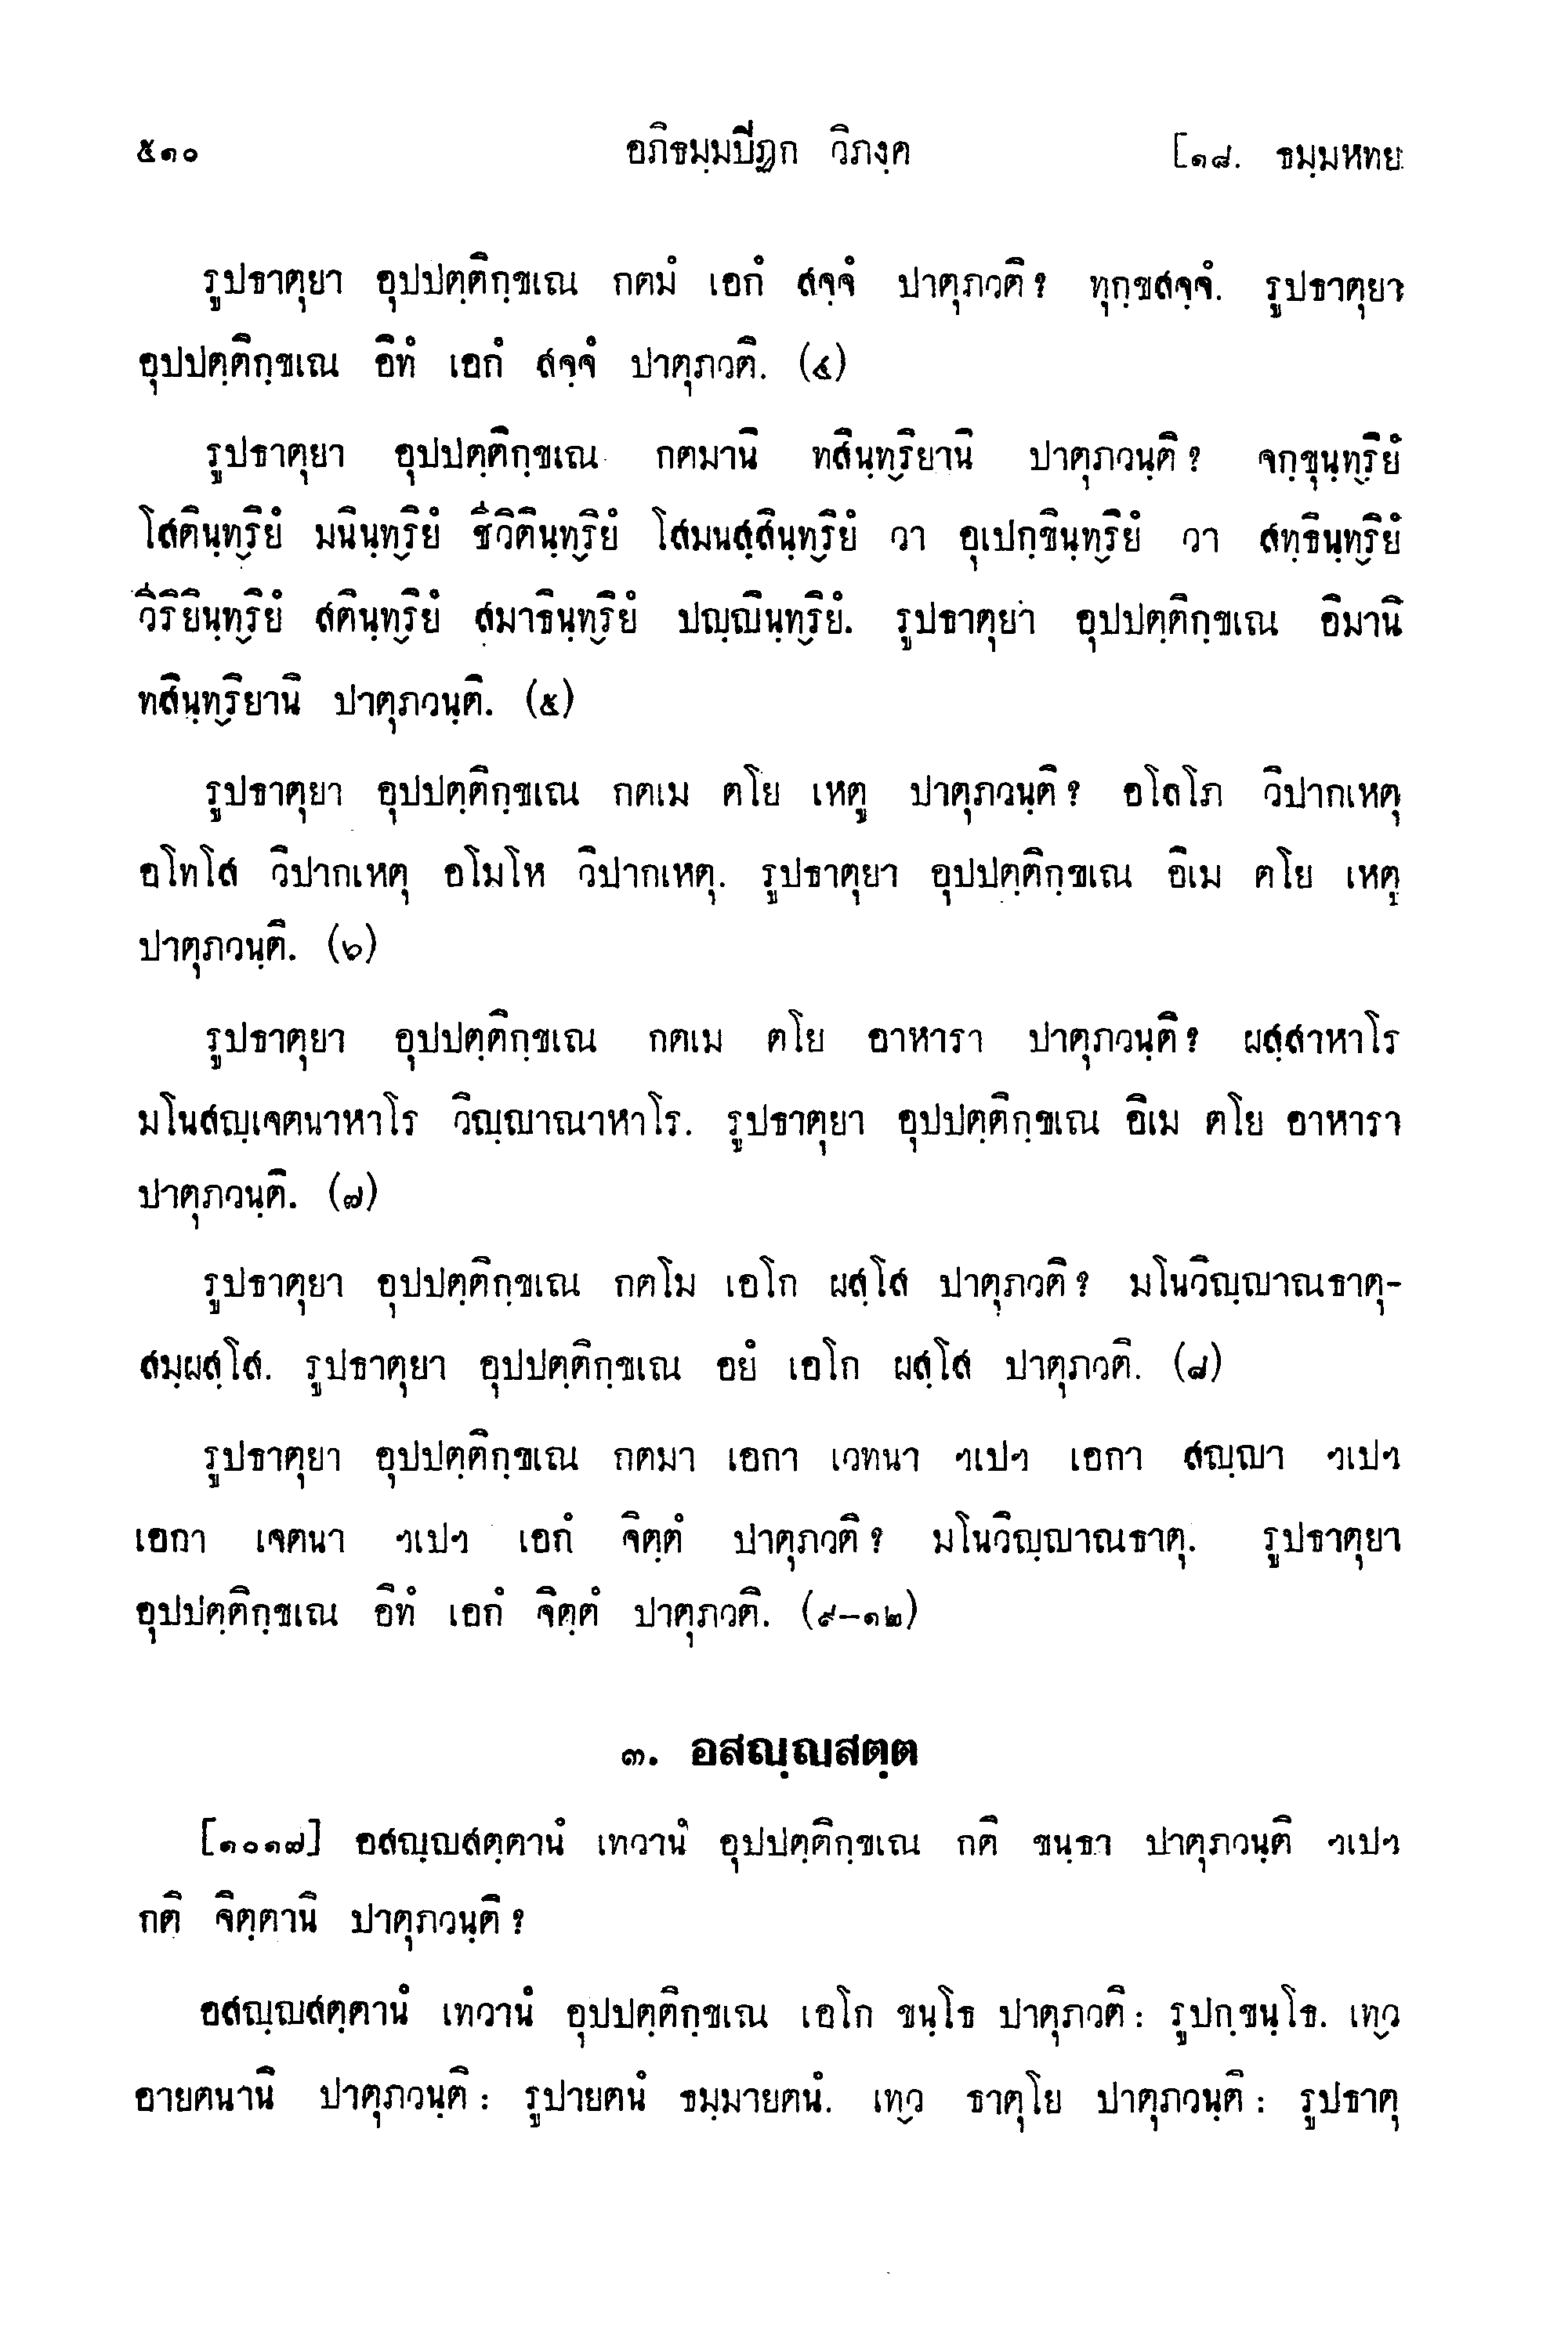 ๕๑๐ อภิธมฺมปิฏก วิภงฺค [๑๘. ธมฺมหทย
รูปธาตุยา อุปปตฺติกฺขเณ กตมํ เอกํ สจฺจํ ปาตุภวติ? ทุกฺขสจฺจํ. รูปธาตุยา
อุปปตฺติกฺขเณ อิทํ เอกํ สจฺจํ ปาตุภวติ. (๔)
รูปธาตุยา อุปปตฺติกฺขเณ กตมานิ ทสินฺทฺริยานิ ปาตุภวนฺติ? จกฺขุนฺทฺริยํ
โสตินฺทฺริยํ มนินฺทฺริยํ ชีวิตินฺทฺริยํ โสมนสฺสินฺทฺริยํ วา อุเปกฺขินฺทฺริยํ วา สทฺธินฺทฺริยํ
วีริยินฺทฺริยํ สตินฺทฺริยํ สมาธินฺทฺริยํ ปญฺญินฺทฺริยํ. รูปธาตุยา อุปปตฺติกฺขเณ อิมานิ
ทสินฺทฺริยานิ ปาตุภวนฺติ. (๕)
รูปธาตุยา อุปปตฺติกฺขเณ กตเม ตโย เหตู ปาตุภวนฺติ? อโลโภ วิปากเหตุ
อโทโส วิปากเหตุ อโมโห วิปากเหตุ. รูปธาตุยา อุปปตฺติกฺขเณ อิเม ตโย เหตู
ปาตุภวนฺติ. (๖)
รูปธาตุยา อุปปตฺติกฺขเณ กตเม ตโย อาหารา ปาตุภวนฺติ? ผสฺสาหาโร
มโนสญฺเจตนาหาโร วิญฺญาณาหาโร. รูปธาตุยา อุปปตฺติกฺขเณ อิเม ตโย อาหารา
ปาตุภวนฺติ. (๗)
รูปธาตุยา อุปปตฺติกฺขเณ กตโม เอโก ผสฺโส ปาตุภวติ? มโนวิญฺญาณธาตุ-
สมฺผสฺโส. รูปธาตุยา อุปปตฺติกฺขเณ อยํ เอโก ผสฺโส ปาตุภวติ. (๘)
รูปธาตุยา อุปปตฺติกฺขเณ กตมา เอกา เวทนา ฯเปฯ เอกา สญฺญา ฯเปฯ
เอกา เจตนา ฯเปฯ เอกํ จิตฺตํ ปาตุภวติ? มโนวิญฺญาณธาตุ. รูปธาตุยา
อุปปตฺติกฺขเณ อิทํ เอกํ จิตฺตํ ปาตุภวติ. (๙-๑๒)
๓. อสญฺญสตฺต
[๑๐๑๗] อสญฺญสตฺตานํ เทวานํ อุปปตฺติกฺขเณ กติ ขนฺธา ปาตุภวนฺติ ฯเปฯ
กติ จิตฺตานิ ปาตุภวนฺติ?
อสญฺญสตฺตานํ เทวานํ อุปปตฺติกฺขเณ เอโก ขนฺโธ ปาตุภวติ: รูปกฺขนฺโธ. เทฺว
อายตนานิ ปาตุภวนฺติ: รูปายตนํ ธมฺมายตนํ. เทฺว ธาตุโย ปาตุภวนฺติ: รูปธาตุ